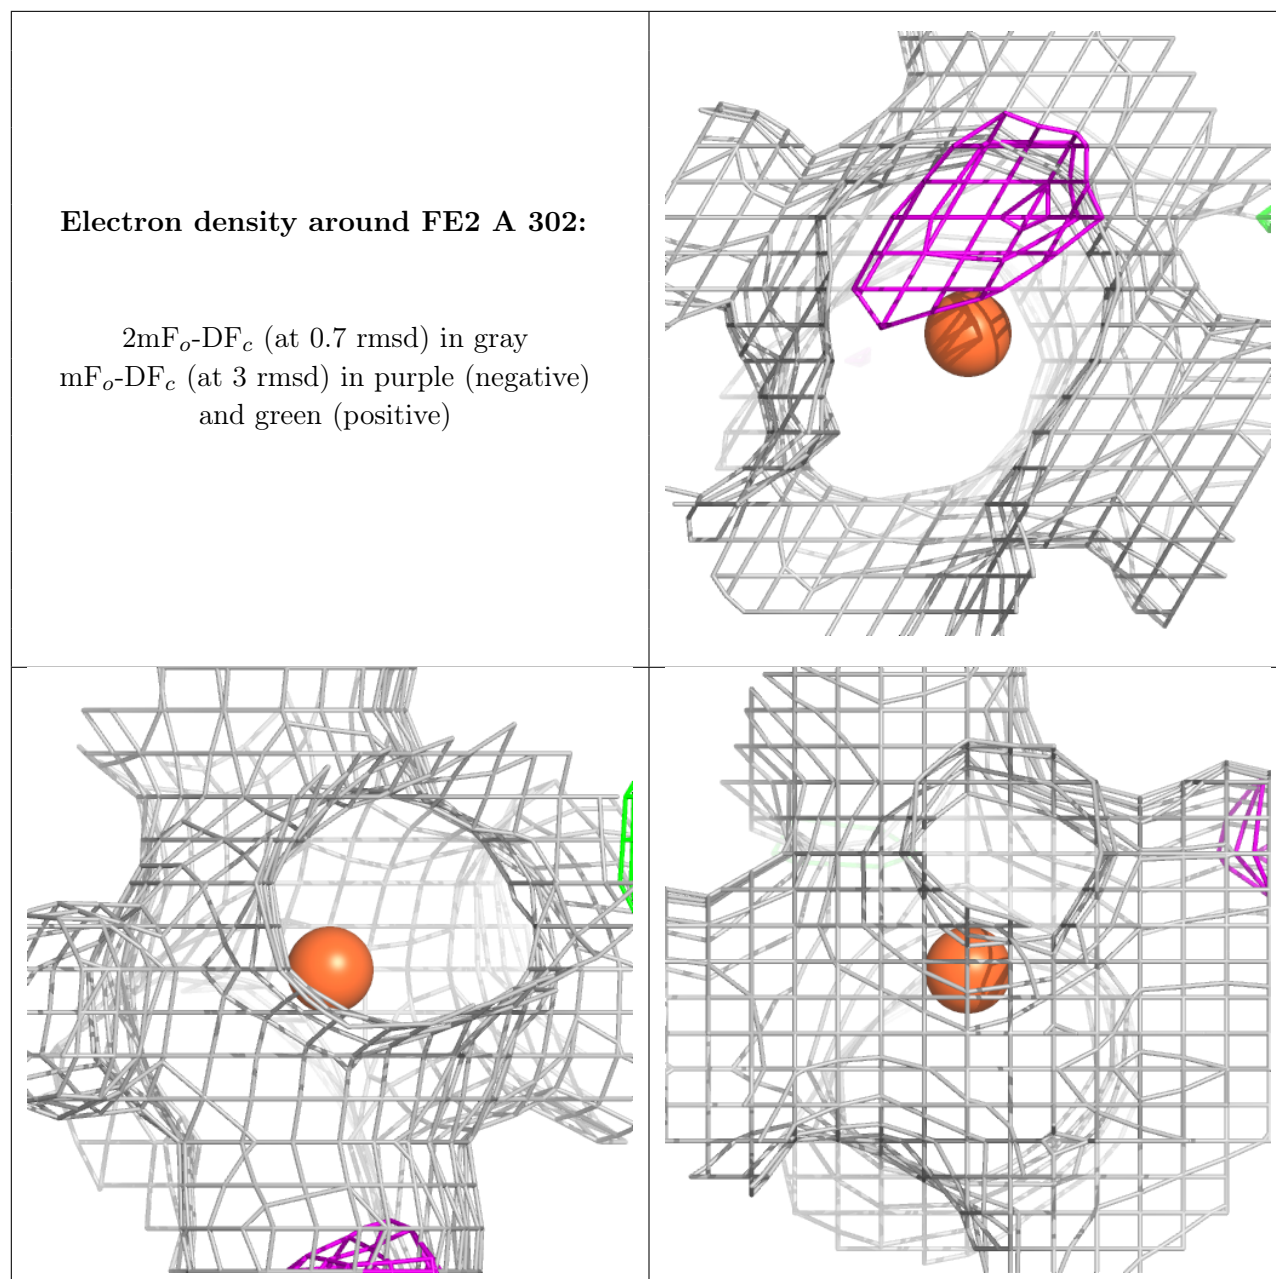 Electron density around FE2 A 302:
2mFₒ-DF𝒸 (at 0.7 rmsd) in gray
mFₒ-DF𝒸 (at 3 rmsd) in purple (negative)
and green (positive)